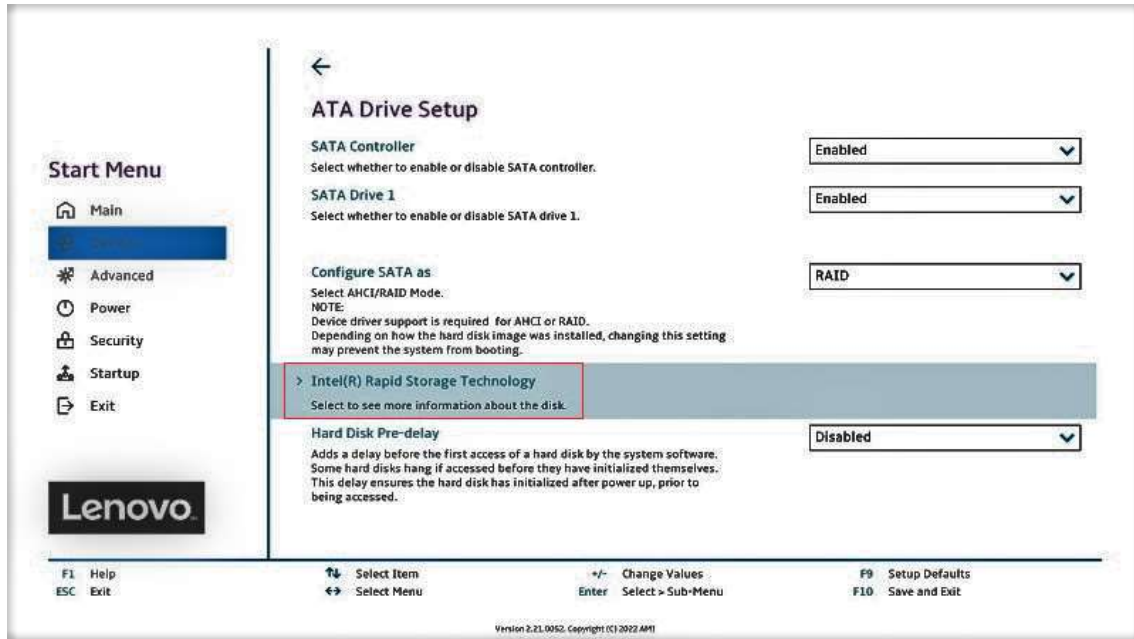 ATA Drive Setup
SATA Controller
Select whether to enable or disable SATA controller.
Enabled
SATA Drive 1
Select whether to enable or disable SATA drive 1.
Enabled
Configure SATA as
Select AHCI/RAID Mode.
NOTE:
Device driver support is required for AHCI or RAID.
Depending on how the hard disk image was installed, changing this setting
may prevent the system from booting.
RAID
> Intel(R) Rapid Storage Technology
Select to see more information about the disk.
Hard Disk Pre-delay
Adds a delay before the first access of a hard disk by the system software.
Some hard disks hang if accessed before they have initialized themselves.
This delay ensures the hard disk has initialized after power up, prior to
being accessed.
Disabled
Start Menu
Main
Advanced
Power
Security
Startup
Exit
Lenovo
F1 Help
ESC Exit
↑↓ Select Item
↔ Select Menu
+/- Change Values
Enter Select > Sub-Menu
F9 Setup Defaults
F10 Save and Exit
Version 2.21.0052. Copyright (C) 2022 AMI